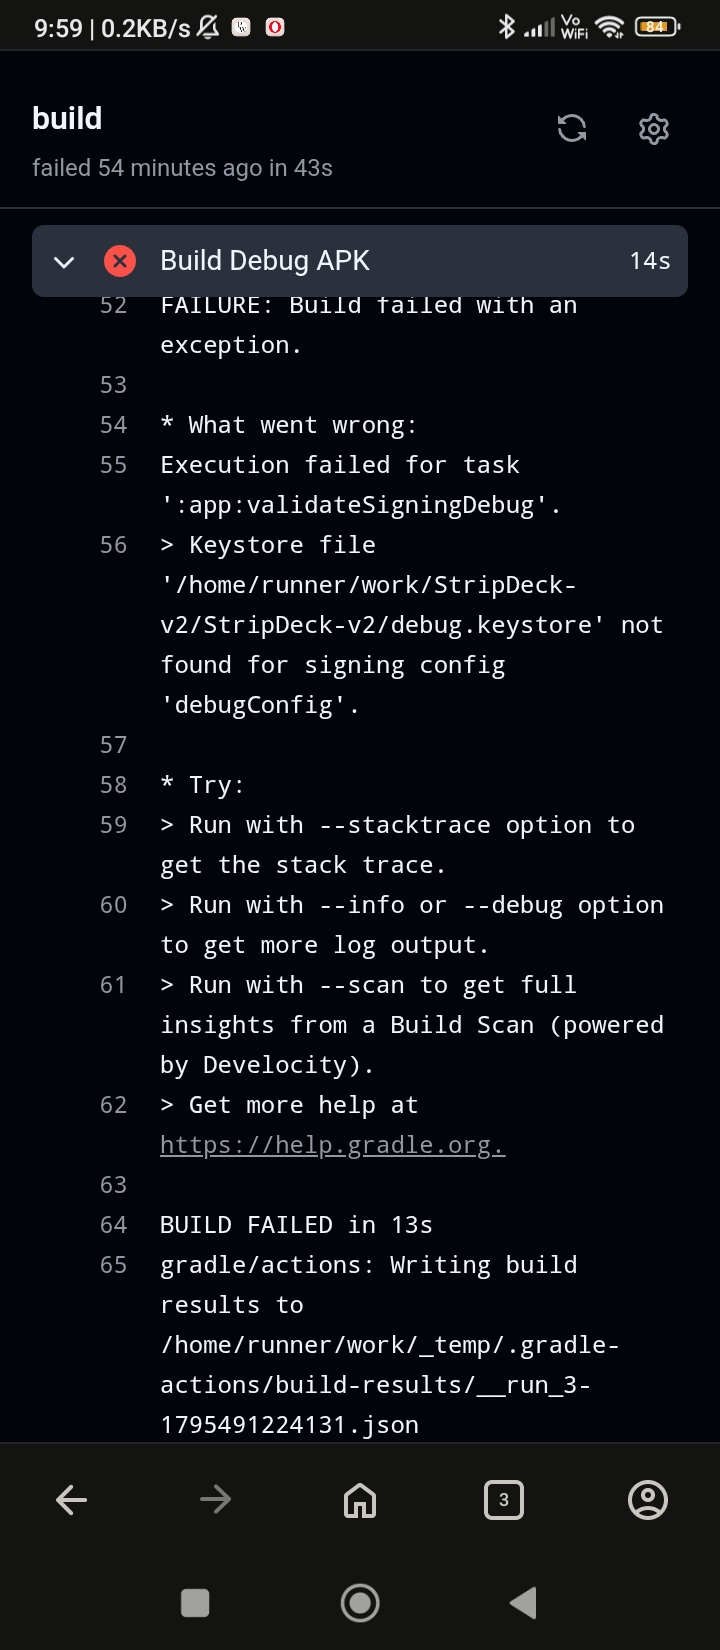 9:59 | 0.2KB/s
Vo
WiFi
84
build
failed 54 minutes ago in 43s
Build Debug APK 14s
52 FAILURE: Build failed with an
exception.
53
54 * What went wrong:
55 Execution failed for task
':app:validateSigningDebug'.
56 > Keystore file
'/home/runner/work/StripDeck-
v2/StripDeck-v2/debug.keystore' not
found for signing config
'debugConfig'.
57
58 * Try:
59 > Run with --stacktrace option to
get the stack trace.
60 > Run with --info or --debug option
to get more log output.
61 > Run with --scan to get full
insights from a Build Scan (powered
by Develocity).
62 > Get more help at
https://help.gradle.org.
63
64 BUILD FAILED in 13s
65 gradle/actions: Writing build
results to
/home/runner/work/_temp/.gradle-
actions/build-results/__run_3-
1795491224131.json
3